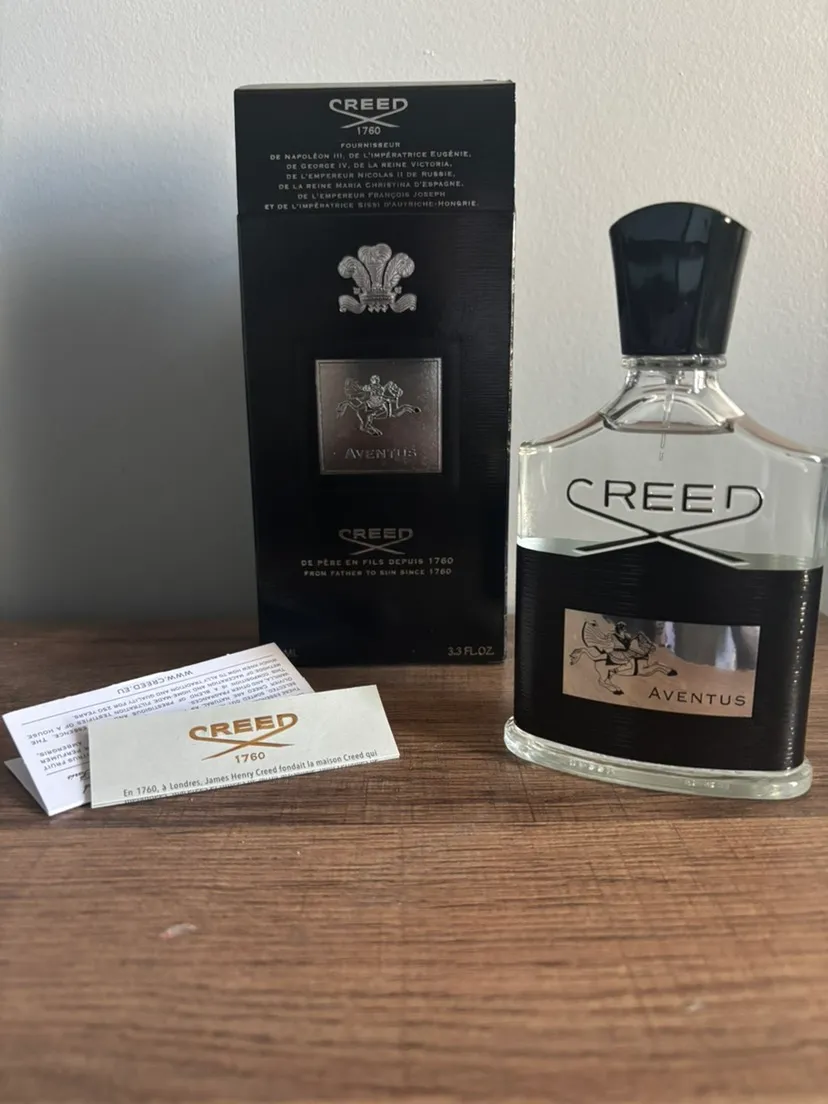 CREED
1760
FOURNISSEUR
DE NAPOLÉON III, DE L'IMPÉRATRICE EUGÉNIE,
DE GEORGE IV, DE LA REINE VICTORIA,
DE L'EMPEREUR NICOLAS II DE RUSSIE,
DE LA REINE MARIA CHRISTINA D'ESPAGNE,
DE L'EMPEREUR FRANÇOIS JOSEPH
ET DE L'IMPÉRATRICE SISSI D'AUTRICHE-HONGRIE.
AVENTUS
CREED
DE PÈRE EN FILS DEPUIS 1760
FROM FATHER TO SON SINCE 1760
ML
3.3 FL.OZ.
CREED
AVENTUS
CREED
1760
En 1760, à Londres, James Henry Creed fondait la maison Creed qui
WWW.CREED.EU